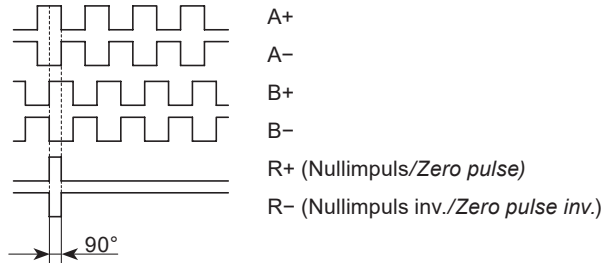 A+
A−
B+
B−
R+ (Nullimpuls/Zero pulse)
R− (Nullimpuls inv./Zero pulse inv.)
90°